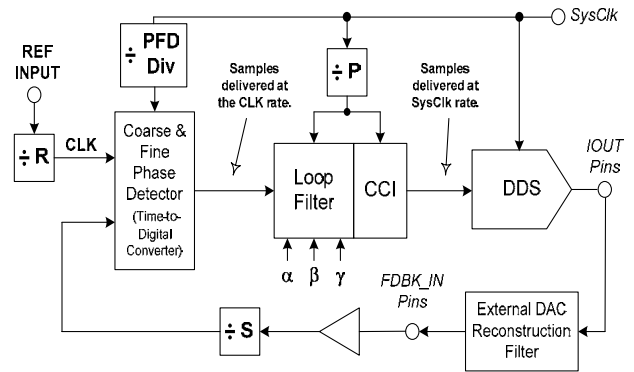 SysClk
÷ PFD
Div
REF
INPUT
÷ P
Samples
delivered at
the CLK rate.
Samples
delivered at
SysClk rate.
÷ R
CLK
Coarse &
Fine
Phase
Detector
(Time-to-
Digital
Converter)
Loop
Filter
CCI
DDS
IOUT
Pins
α β γ
FDBK_IN
Pins
÷ S
External DAC
Reconstruction
Filter